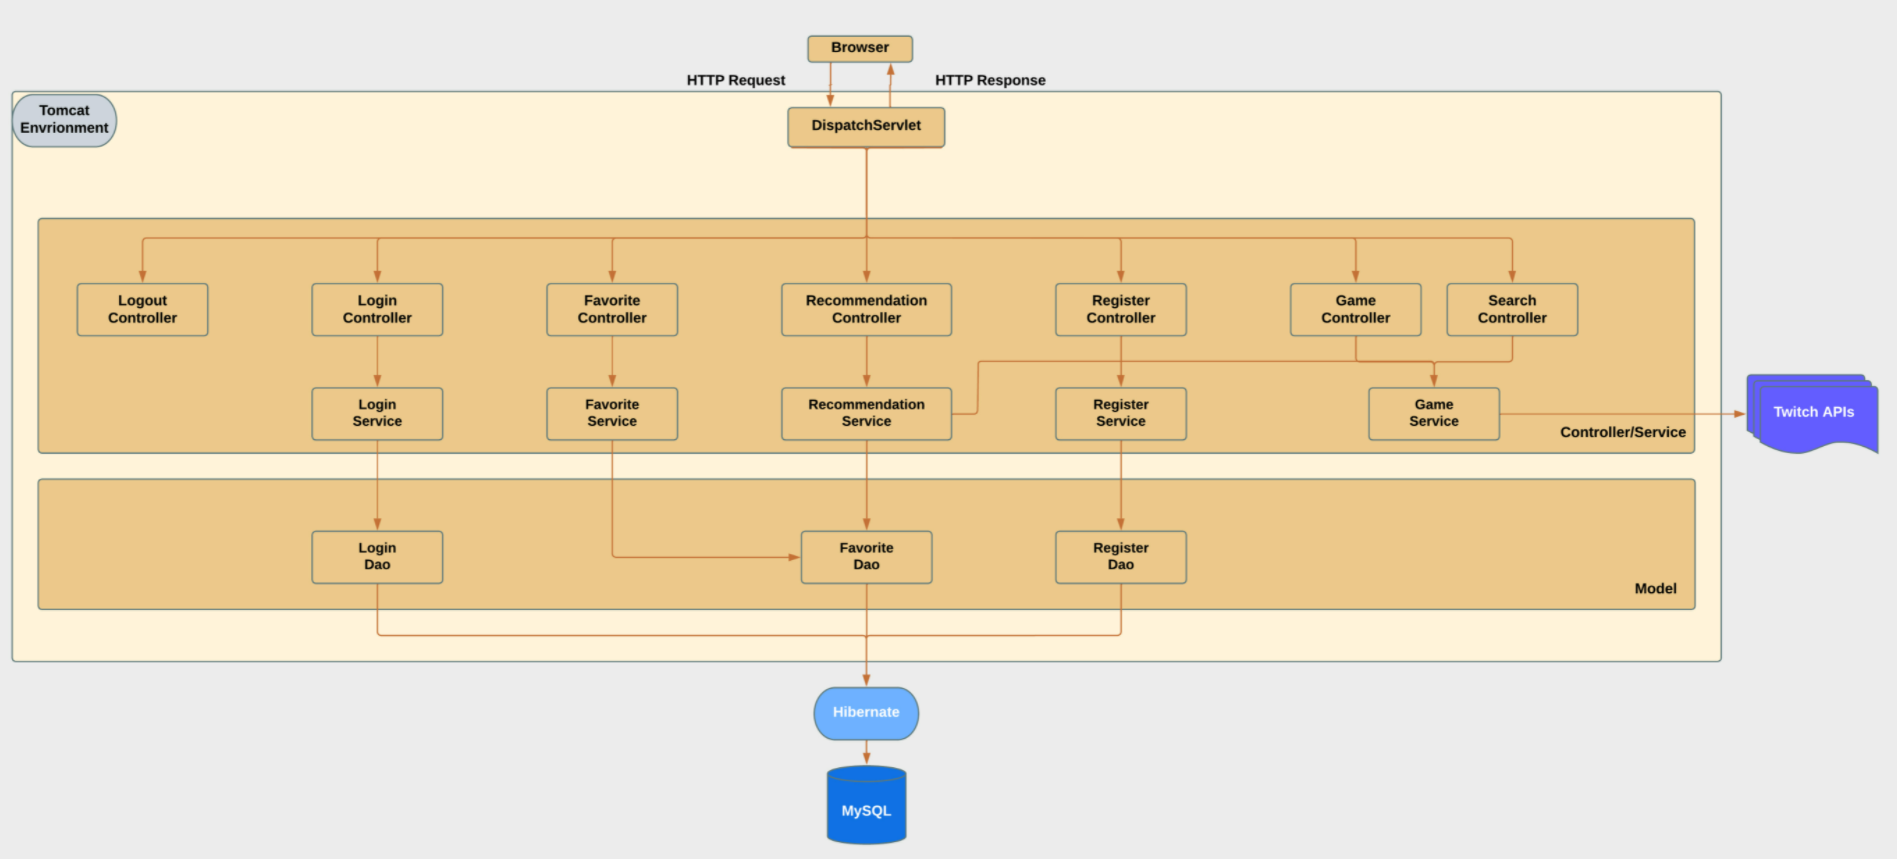 Browser
HTTP Request
HTTP Response
Tomcat
Envrionment
DispatchServlet
Logout
Controller
Login
Controller
Favorite
Controller
Recommendation
Controller
Register
Controller
Game
Controller
Search
Controller
Login
Service
Favorite
Service
Recommendation
Service
Register
Service
Game
Service
Twitch APIs
Controller/Service
Login
Dao
Favorite
Dao
Register
Dao
Model
Hibernate
MySQL